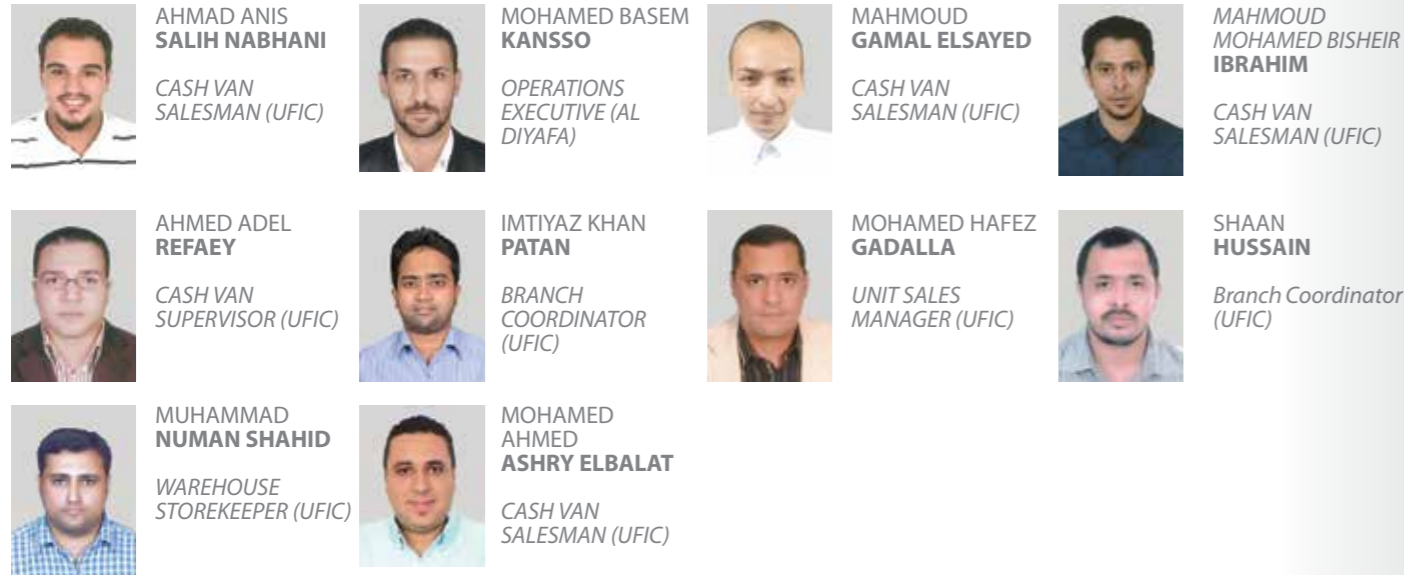 AHMAD ANIS
SALIH NABHANI
CASH VAN
SALESMAN (UFIC)
MOHAMED BASEM
KANSSO
OPERATIONS
EXECUTIVE (AL
DIYAFA)
MAHMOUD
GAMAL ELSAYED
CASH VAN
SALESMAN (UFIC)
MAHMOUD
MOHAMED BISHEIR
IBRAHIM
CASH VAN
SALESMAN (UFIC)
AHMED ADEL
REFAEY
CASH VAN
SUPERVISOR (UFIC)
IMTIYAZ KHAN
PATAN
BRANCH
COORDINATOR
(UFIC)
MOHAMED HAFEZ
GADALLA
UNIT SALES
MANAGER (UFIC)
SHAAN
HUSSAIN
Branch Coordinator
(UFIC)
MUHAMMAD
NUMAN SHAHID
WAREHOUSE
STOREKEEPER (UFIC)
MOHAMED
AHMED
ASHRY ELBALAT
CASH VAN
SALESMAN (UFIC)